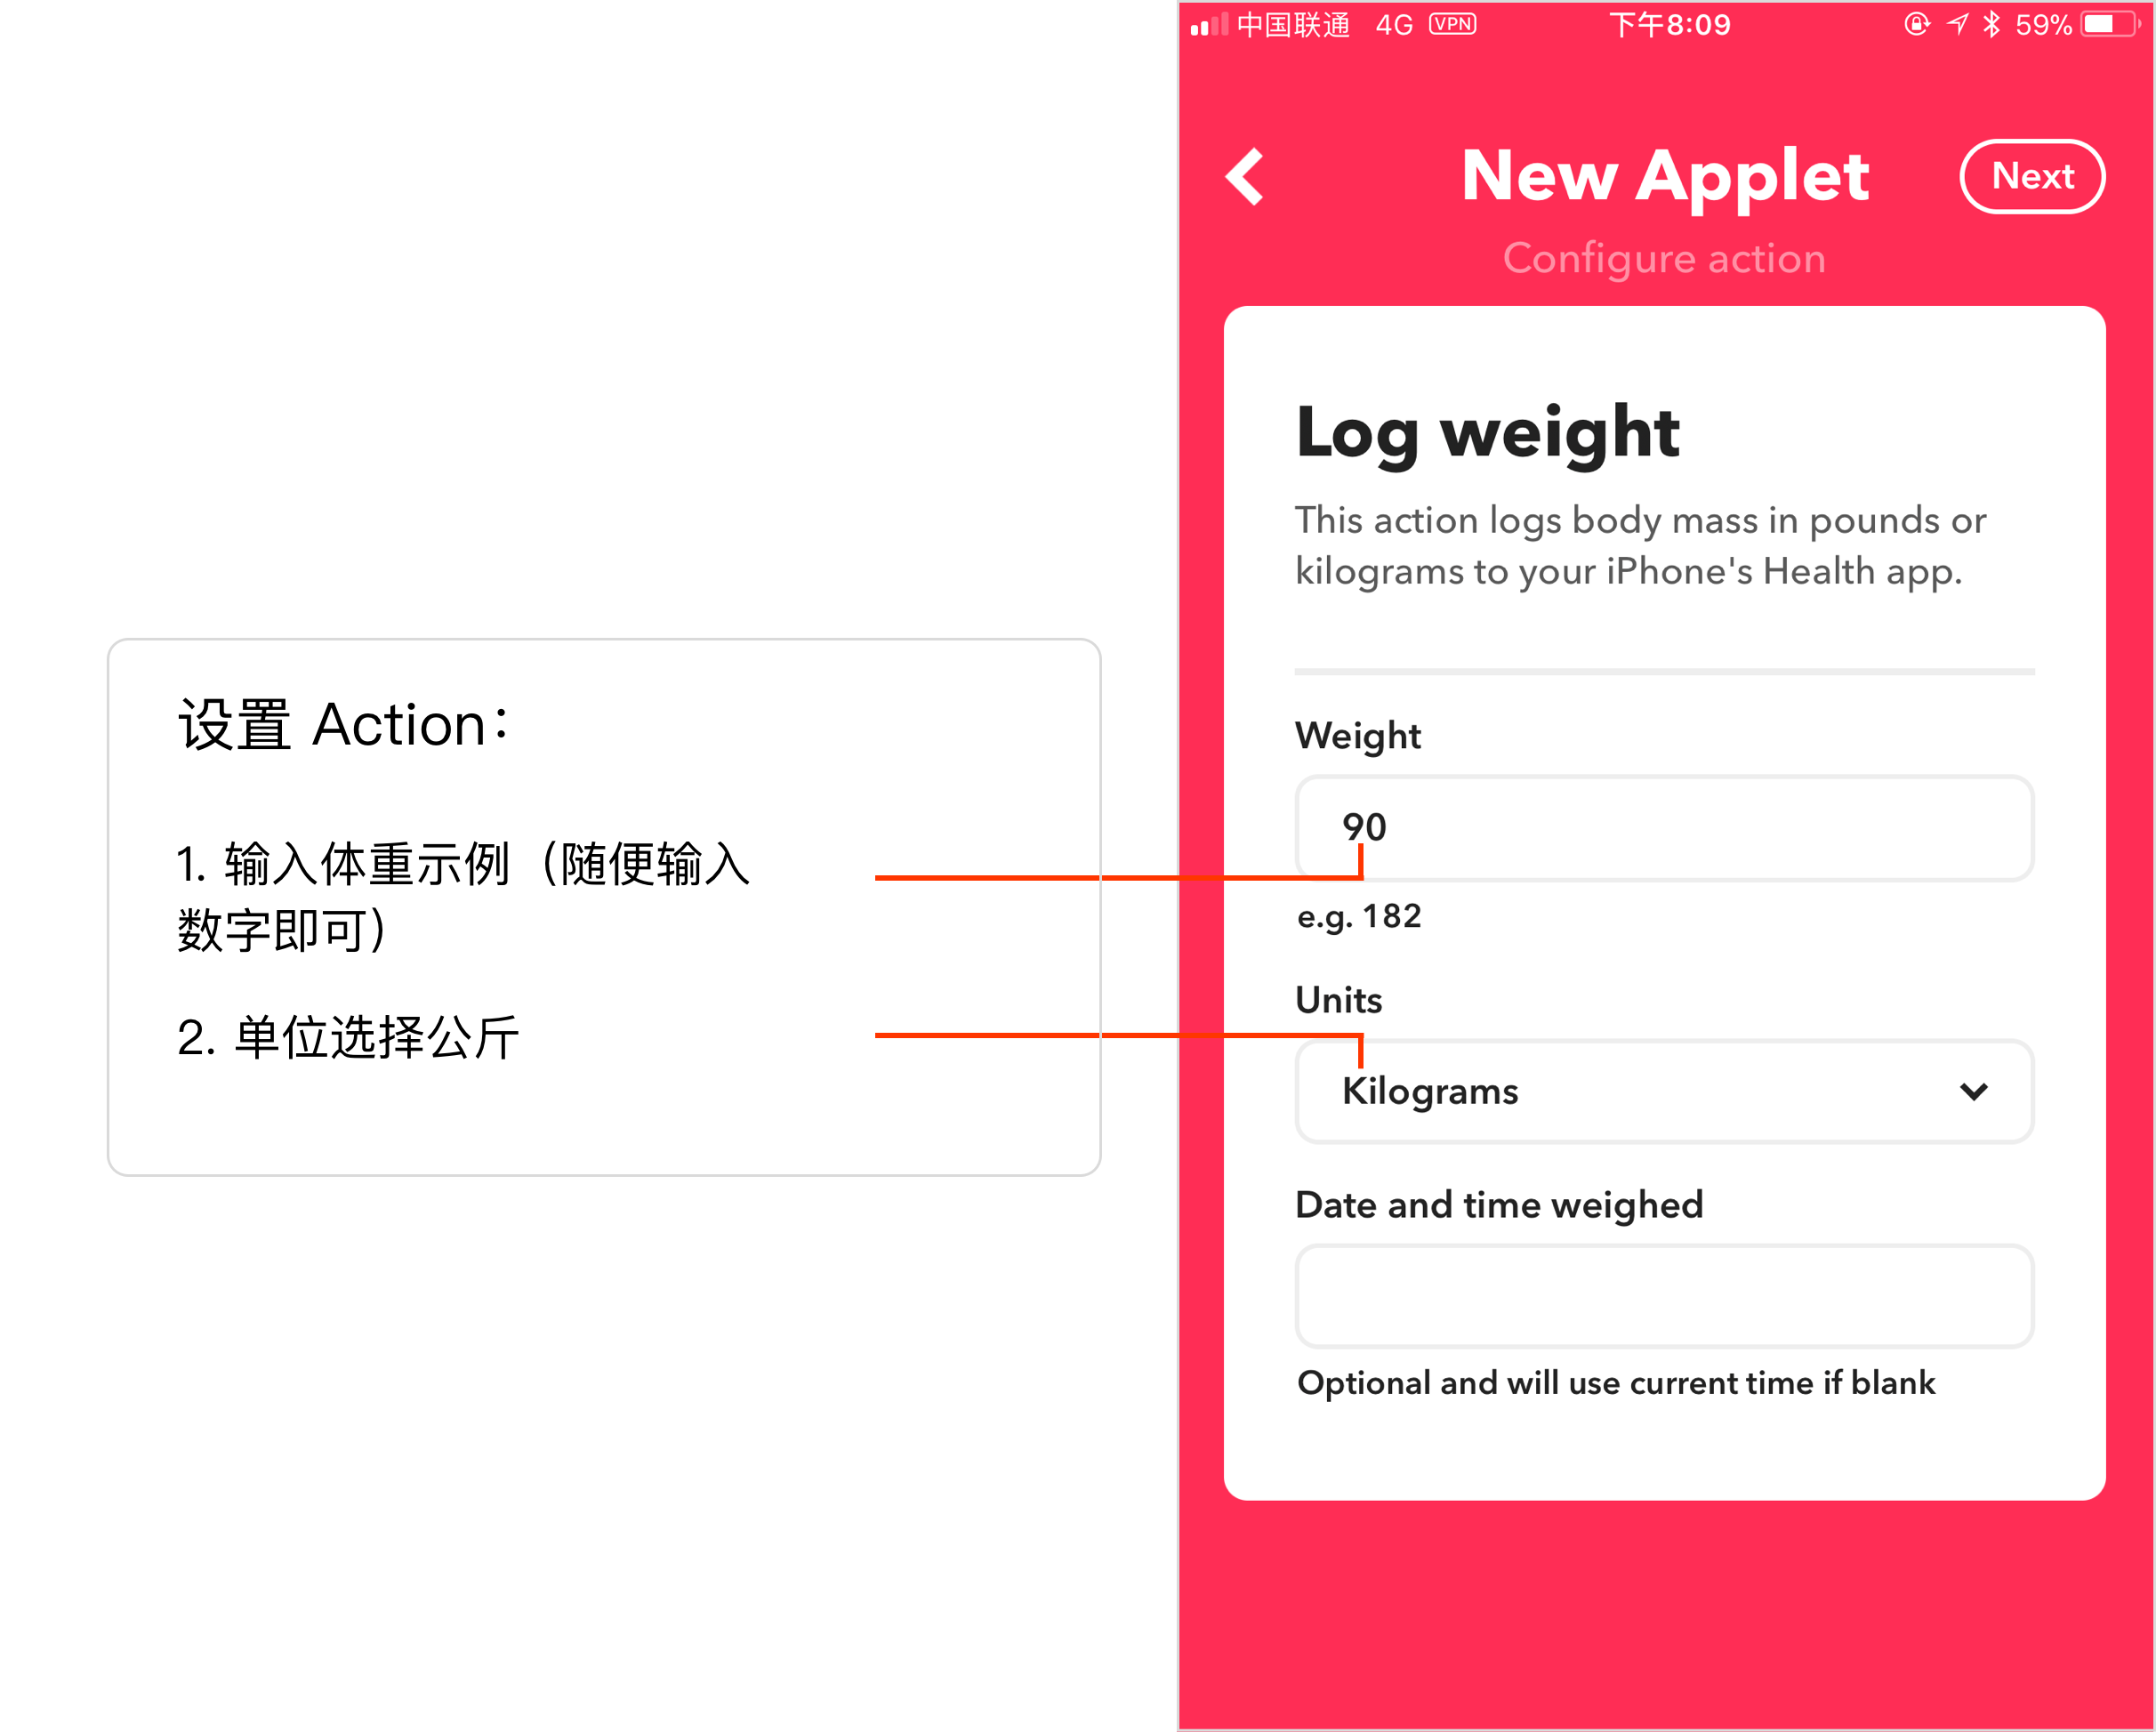 中国联通 4G VPN 下午8:09 59%
New Applet
Next
Configure action
Log weight
This action logs body mass in pounds or
kilograms to your iPhone's Health app.
设置 Action：
1. 输入体重示例（随便输入
数字即可）
2. 单位选择公斤
Weight
90
e.g. 182
Units
Kilograms
Date and time weighed
Optional and will use current time if blank